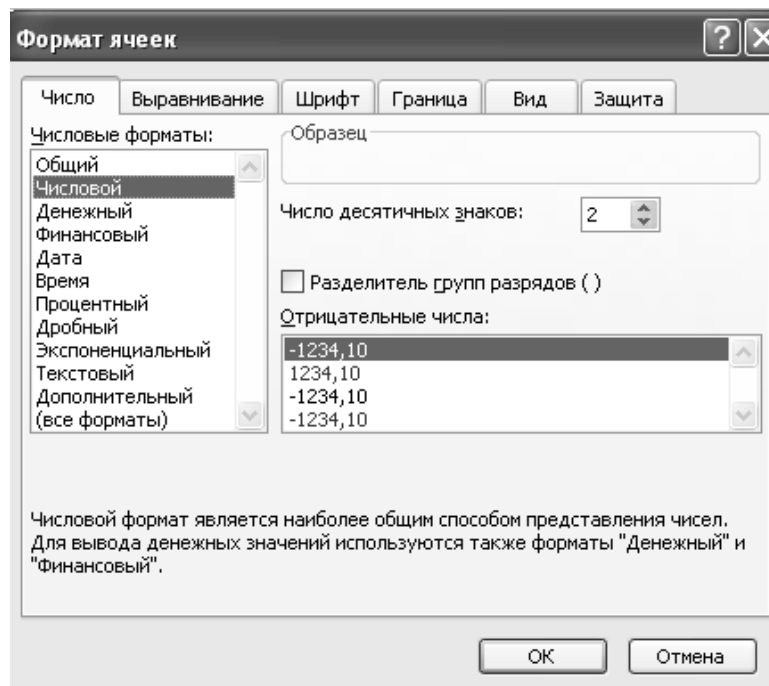 Формат ячеек
Число
Выравнивание
Шрифт
Граница
Вид
Защита
Числовые форматы:
Общий
Числовой
Денежный
Финансовый
Дата
Время
Процентный
Дробный
Экспоненциальный
Текстовый
Дополнительный
(все форматы)
Образец
Число десятичных знаков:
2
Разделитель групп разрядов ( )
Отрицательные числа:
-1234,10
1234,10
-1234,10
-1234,10
Числовой формат является наиболее общим способом представления чисел.
Для вывода денежных значений используются также форматы "Денежный" и
"Финансовый".
ОК
Отмена